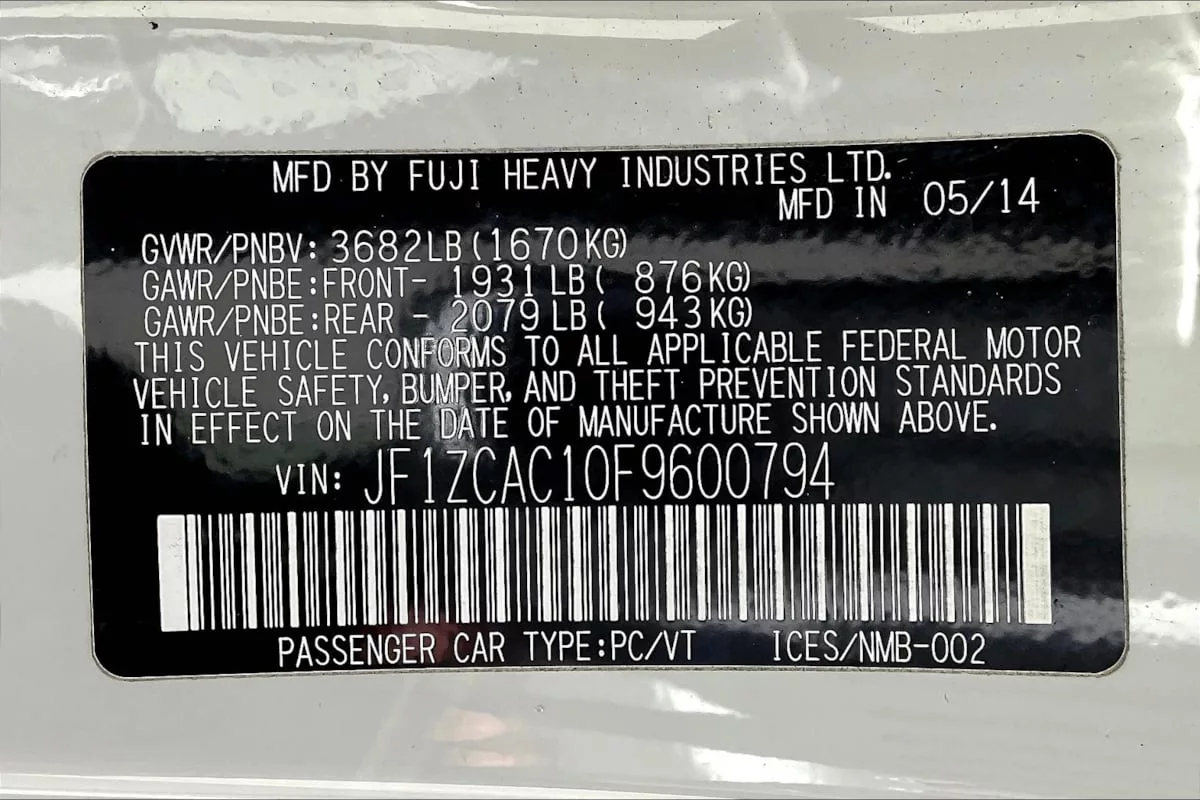 MFD BY FUJI HEAVY INDUSTRIES LTD.
MFD IN 05/14
GVWR/PNBV: 3682LB(1670KG)
GAWR/PNBE:FRONT- 1931LB( 876KG)
GAWR/PNBE:REAR - 2079LB( 943KG)
THIS VEHICLE CONFORMS TO ALL APPLICABLE FEDERAL MOTOR
VEHICLE SAFETY, BUMPER, AND THEFT PREVENTION STANDARDS
IN EFFECT ON THE DATE OF MANUFACTURE SHOWN ABOVE.
VIN: JF1ZCAC10F9600794
PASSENGER CAR TYPE:PC/VT ICES/NMB-002